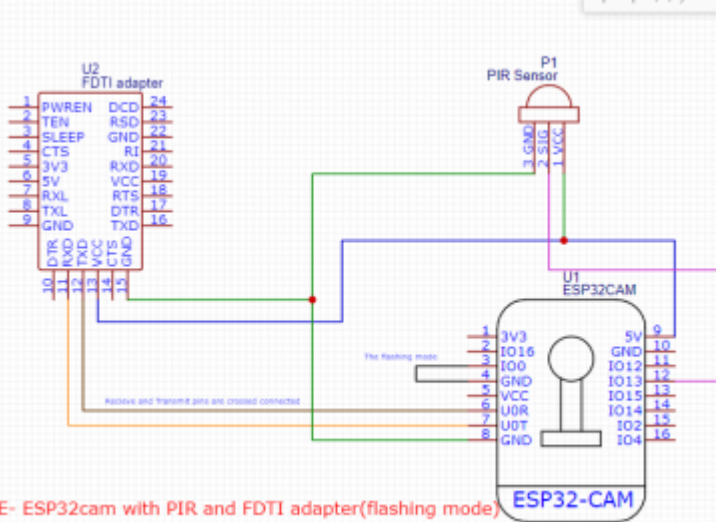 U2
FDTI adapter
1 PWREN DCD 24
2 TEN RSD 23
3 SLEEP GND 22
4 CTS RI 21
5 3V3 RXD 20
6 5V VCC 19
7 RXL RTS 18
8 TXL DTR 17
9 GND TXD 16
DTR RXD TXD VCC CTS GND
10 11 12 13 14 15
P1
PIR Sensor
3 GND
2 SIG
1 VCC
U1
ESP32CAM
1 3V3 5V 9
2 IO16 GND 10
3 IO0 IO12 11
4 GND IO13 12
5 VCC IO15 13
6 U0R IO14 14
7 U0T IO2 15
8 GND IO4 16
The flashing mode
Recieve and Transmit pins are crossed connected
ESP32-CAM
E- ESP32cam with PIR and FDTI adapter(flashing mode)